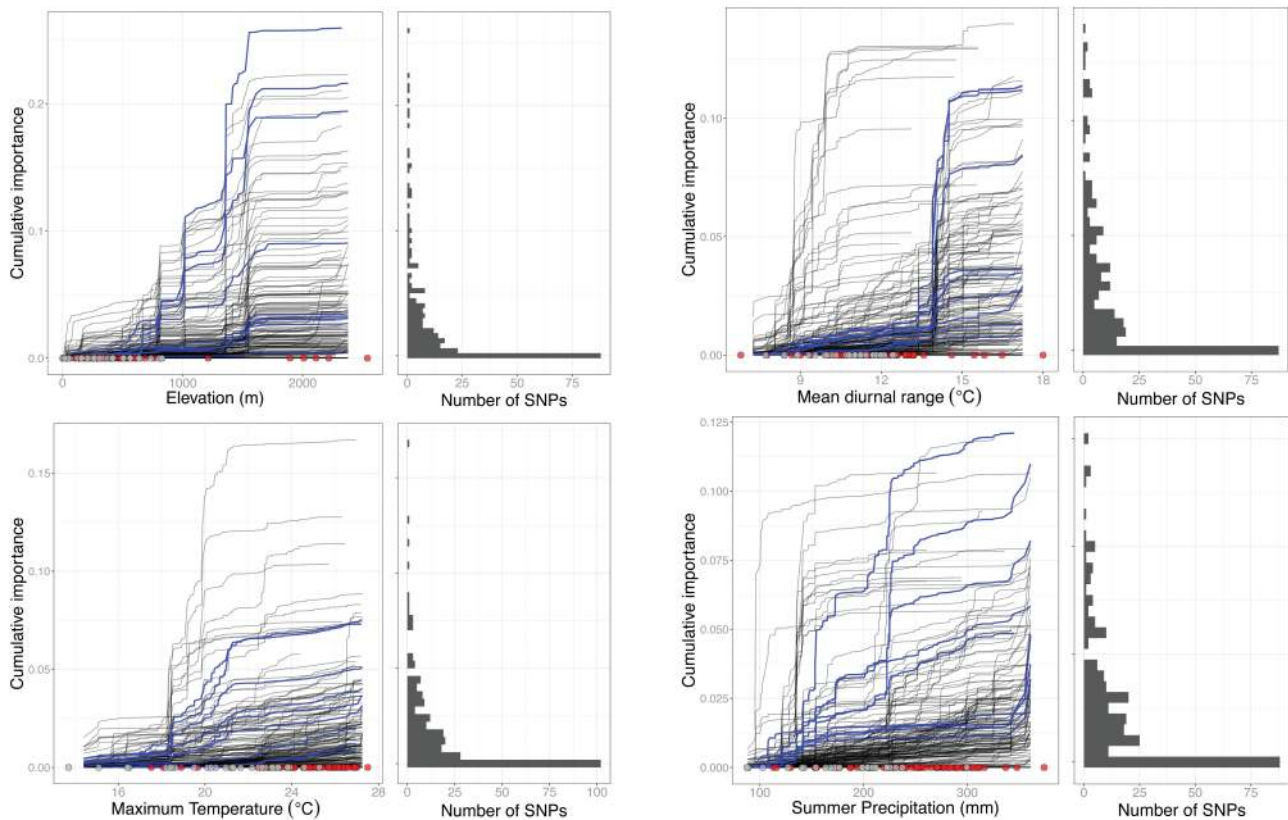 Cumulative importance
0.2
0.1
0.0
0 1000 2000
Elevation (m)
0 25 50 75
Number of SNPs
Cumulative importance
0.10
0.05
0.00
9 12 15 18
Mean diurnal range (°C)
0 25 50 75
Number of SNPs
Cumulative importance
0.15
0.10
0.05
0.00
16 20 24 28
Maximum Temperature (°C)
0 25 50 75 100
Number of SNPs
Cumulative importance
0.125
0.100
0.075
0.050
0.025
0.000
100 200 300
Summer Precipitation (mm)
0 25 50 75
Number of SNPs